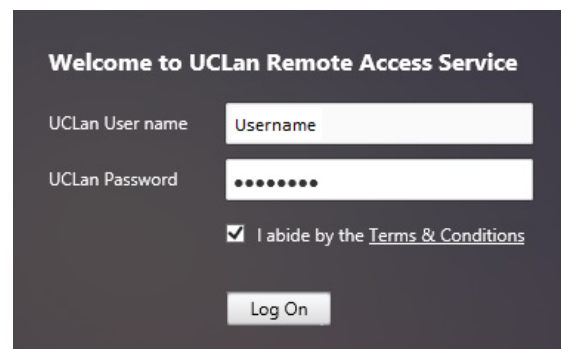 Welcome to UCLan Remote Access Service
UCLan User name Username
UCLan Password ••••••••
I abide by the Terms & Conditions
Log On